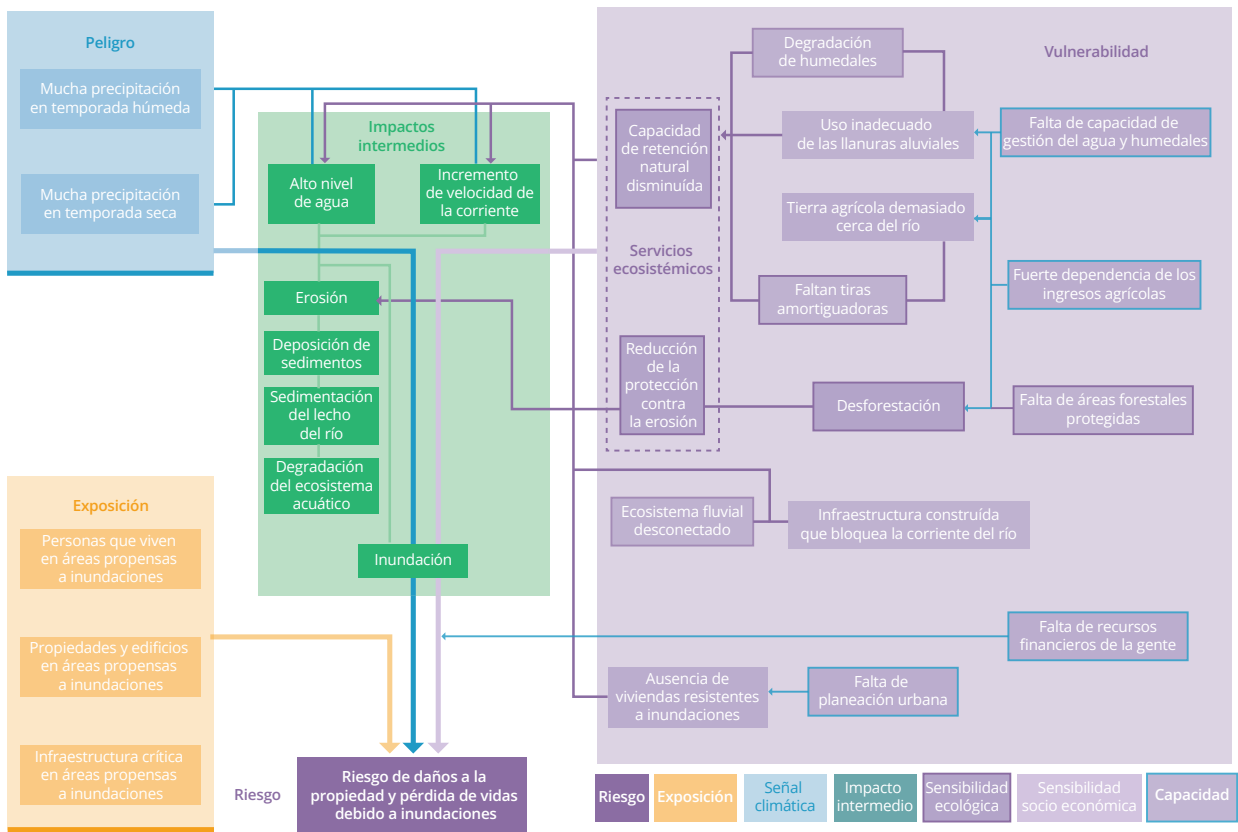 Peligro
Mucha precipitación
en temporada húmeda
Mucha precipitación
en temporada seca
Impactos
intermedios
Alto nivel
de agua
Incremento
de velocidad de
la corriente
Erosión
Deposición de
sedimentos
Sedimentación
del lecho
del río
Degradación
del ecosistema
acuático
Inundación
Exposición
Personas que viven
en áreas propensas
a inundaciones
Propiedades y edificios
en áreas propensas
a inundaciones
Infraestructura crítica
en áreas propensas
a inundaciones
Riesgo
Riesgo de daños a la
propiedad y pérdida de vidas
debido a inundaciones
Vulnerabilidad
Degradación
de humedales
Capacidad
de retención
natural
disminuída
Uso inadecuado
de las llanuras aluviales
Falta de capacidad de
gestión del agua y humedales
Tierra agrícola demasiado
cerca del río
Servicios
ecosistémicos
Faltan tiras
amortiguadoras
Fuerte dependencia de los
ingresos agrícolas
Reducción
de la
protección
contra
la erosión
Desforestación
Falta de áreas forestales
protegidas
Ecosistema fluvial
desconectado
Infraestructura construída
que bloquea la corriente del río
Falta de recursos
financieros de la gente
Ausencia de
viviendas resistentes
a inundaciones
Falta de
planeación urbana
Riesgo
Exposición
Señal
climática
Impacto
intermedio
Sensibilidad
ecológica
Sensibilidad
socio económica
Capacidad